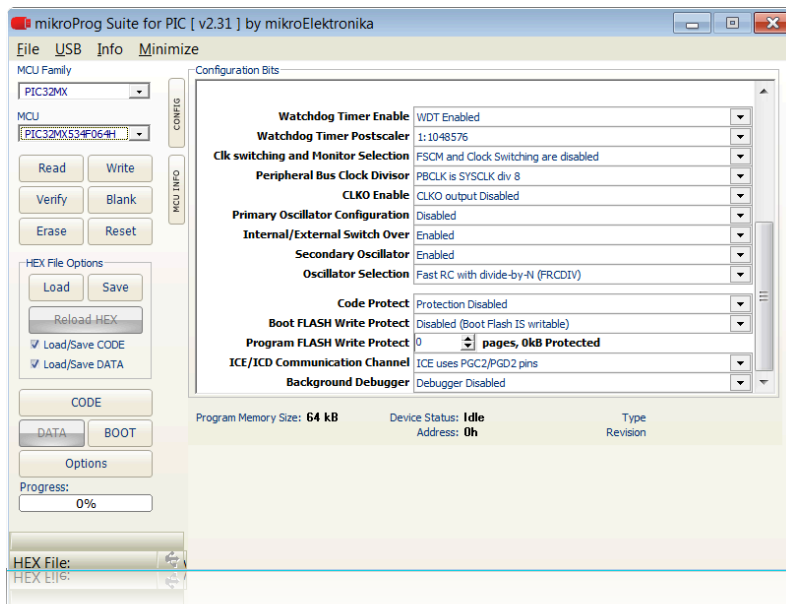 mikroProg Suite for PIC [ v2.31 ] by mikroElektronika
File USB Info Minimize
MCU Family
PIC32MX
MCU
PIC32MX534F064H
Read Write
Verify Blank
Erase Reset
HEX File Options
Load Save
Reload HEX
Load/Save CODE
Load/Save DATA
CODE
DATA BOOT
Options
Progress:
0%
HEX File:
CONFIG
MCU INFO
Configuration Bits
Watchdog Timer Enable WDT Enabled
Watchdog Timer Postscaler 1:1048576
Clk switching and Monitor Selection FSCM and Clock Switching are disabled
Peripheral Bus Clock Divisor PBCLK is SYSCLK div 8
CLKO Enable CLKO output Disabled
Primary Oscillator Configuration Disabled
Internal/External Switch Over Enabled
Secondary Oscillator Enabled
Oscillator Selection Fast RC with divide-by-N (FRCDIV)
Code Protect Protection Disabled
Boot FLASH Write Protect Disabled (Boot Flash IS writable)
Program FLASH Write Protect 0 pages, 0kB Protected
ICE/ICD Communication Channel ICE uses PGC2/PGD2 pins
Background Debugger Debugger Disabled
Program Memory Size: 64 kB Device Status: Idle Type
Address: 0h Revision